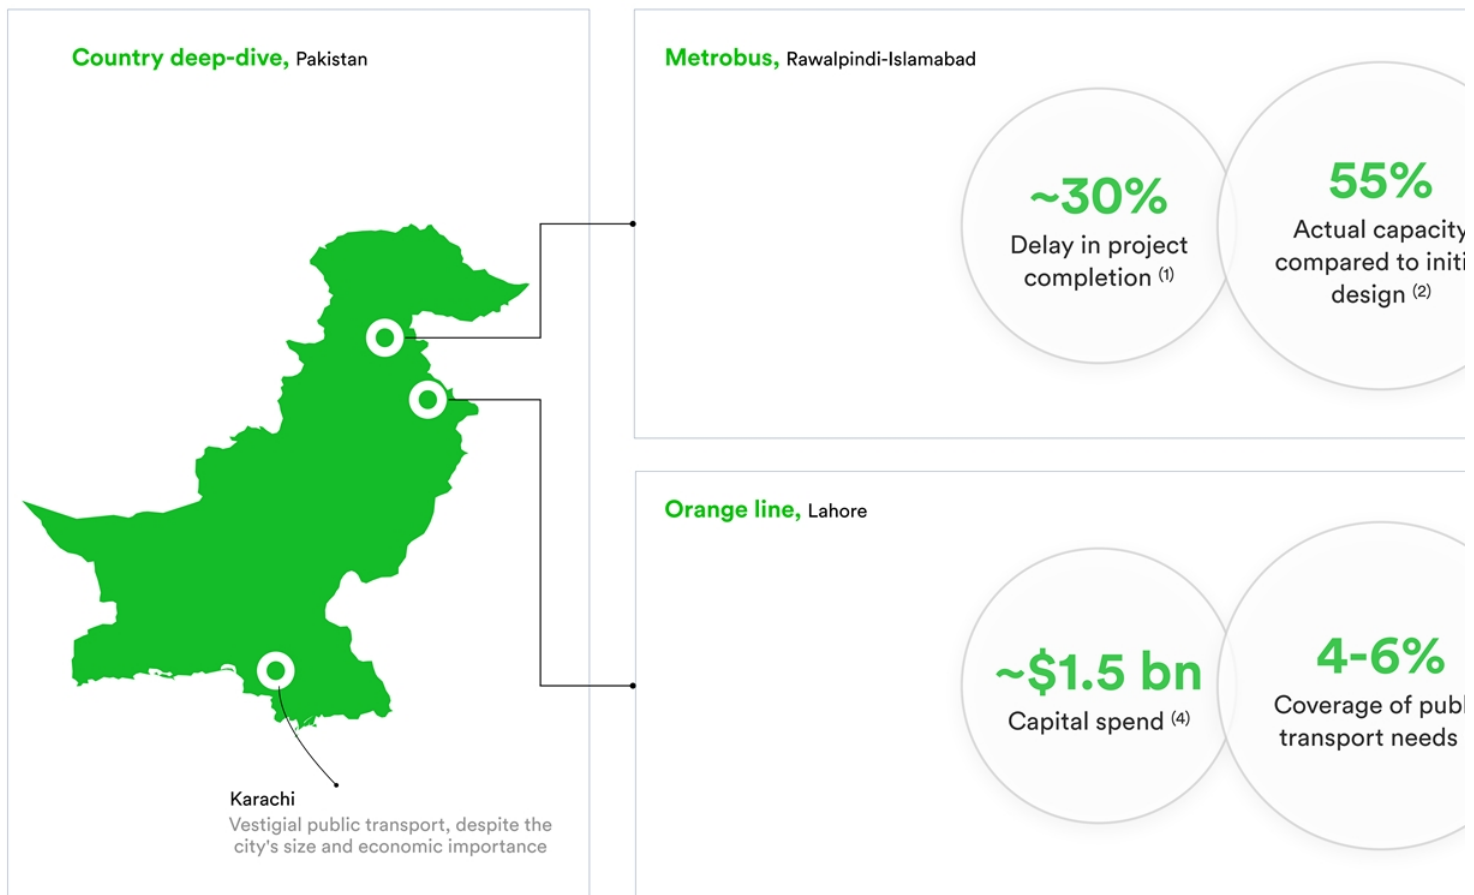 Country deep-dive, Pakistan
Karachi
Vestigial public transport, despite the
city's size and economic importance
Metrobus, Rawalpindi-Islamabad
~30%
Delay in project
completion (1)
55%
Actual capacity
compared to initi
design (2)
Orange line, Lahore
~$1.5 bn
Capital spend (4)
4-6%
Coverage of publ
transport needs